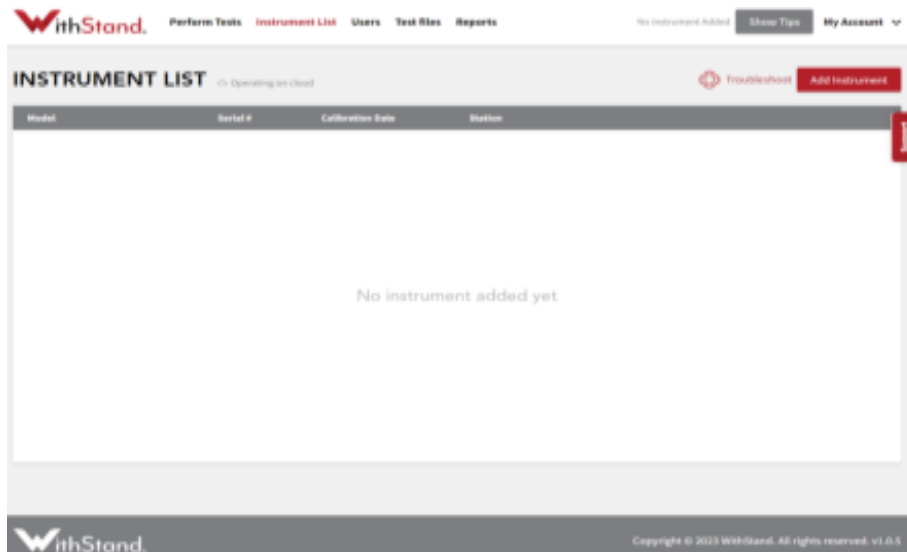 WithStand. Perform Tests Instrument List Users Test files Reports No Instrument Added Show Tips My Account
INSTRUMENT LIST Operating on cloud Troubleshoot Add Instrument
Model Serial # Calibration Date Station
Support
No instrument added yet
WithStand. Copyright © 2023 WithStand. All rights reserved. v1.0.5